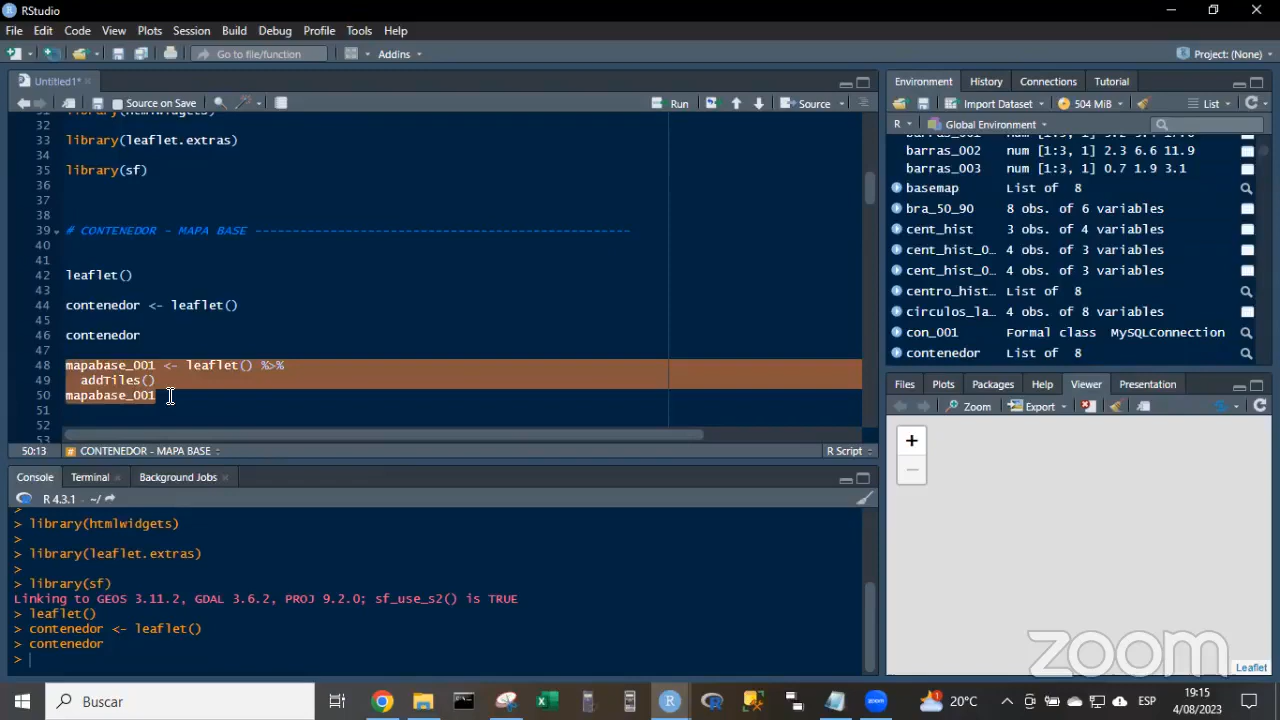 RStudio
File Edit Code View Plots Session Build Debug Profile Tools Help
Go to file/function Addins Project: (None)
Untitled1*
Source on Save Run Source
31 library(htmlwidgets)
32
33 library(leaflet.extras)
34
35 library(sf)
36
37
38
39 # CONTENEDOR - MAPA BASE ---------------------------------------------------
40
41
42 leaflet()
43
44 contenedor <- leaflet()
45
46 contenedor
47
48 mapabase_001 <- leaflet() %>%
49 addTiles()
50 mapabase_001
51
52
53
50:13 # CONTENEDOR - MAPA BASE R Script
Console Terminal Background Jobs
R 4.3.1 · ~/
>
> library(htmlwidgets)
>
> library(leaflet.extras)
>
> library(sf)
Linking to GEOS 3.11.2, GDAL 3.6.2, PROJ 9.2.0; sf_use_s2() is TRUE
> leaflet()
> contenedor <- leaflet()
> contenedor
>
Environment History Connections Tutorial
Import Dataset 504 MiB List
R Global Environment
barras_002 num [1:3, 1] 2.3 6.6 11.9
barras_003 num [1:3, 1] 0.7 1.9 3.1
basemap List of 8
bra_50_90 8 obs. of 6 variables
cent_hist 3 obs. of 4 variables
cent_hist_0… 4 obs. of 3 variables
cent_hist_0… 4 obs. of 3 variables
centro_hist… List of 8
circulos_la… 4 obs. of 8 variables
con_001 Formal class MySQLConnection
contenedor List of 8
Files Plots Packages Help Viewer Presentation
Zoom Export
+
−
zoom
Leaflet
Buscar
20°C
ESP
19:15
4/08/2023